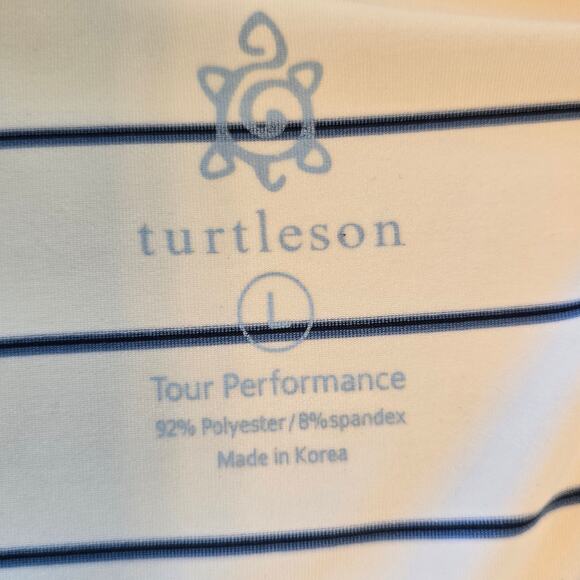 turtleson
L
Tour Performance
92% Polyester/8%spandex
Made in Korea